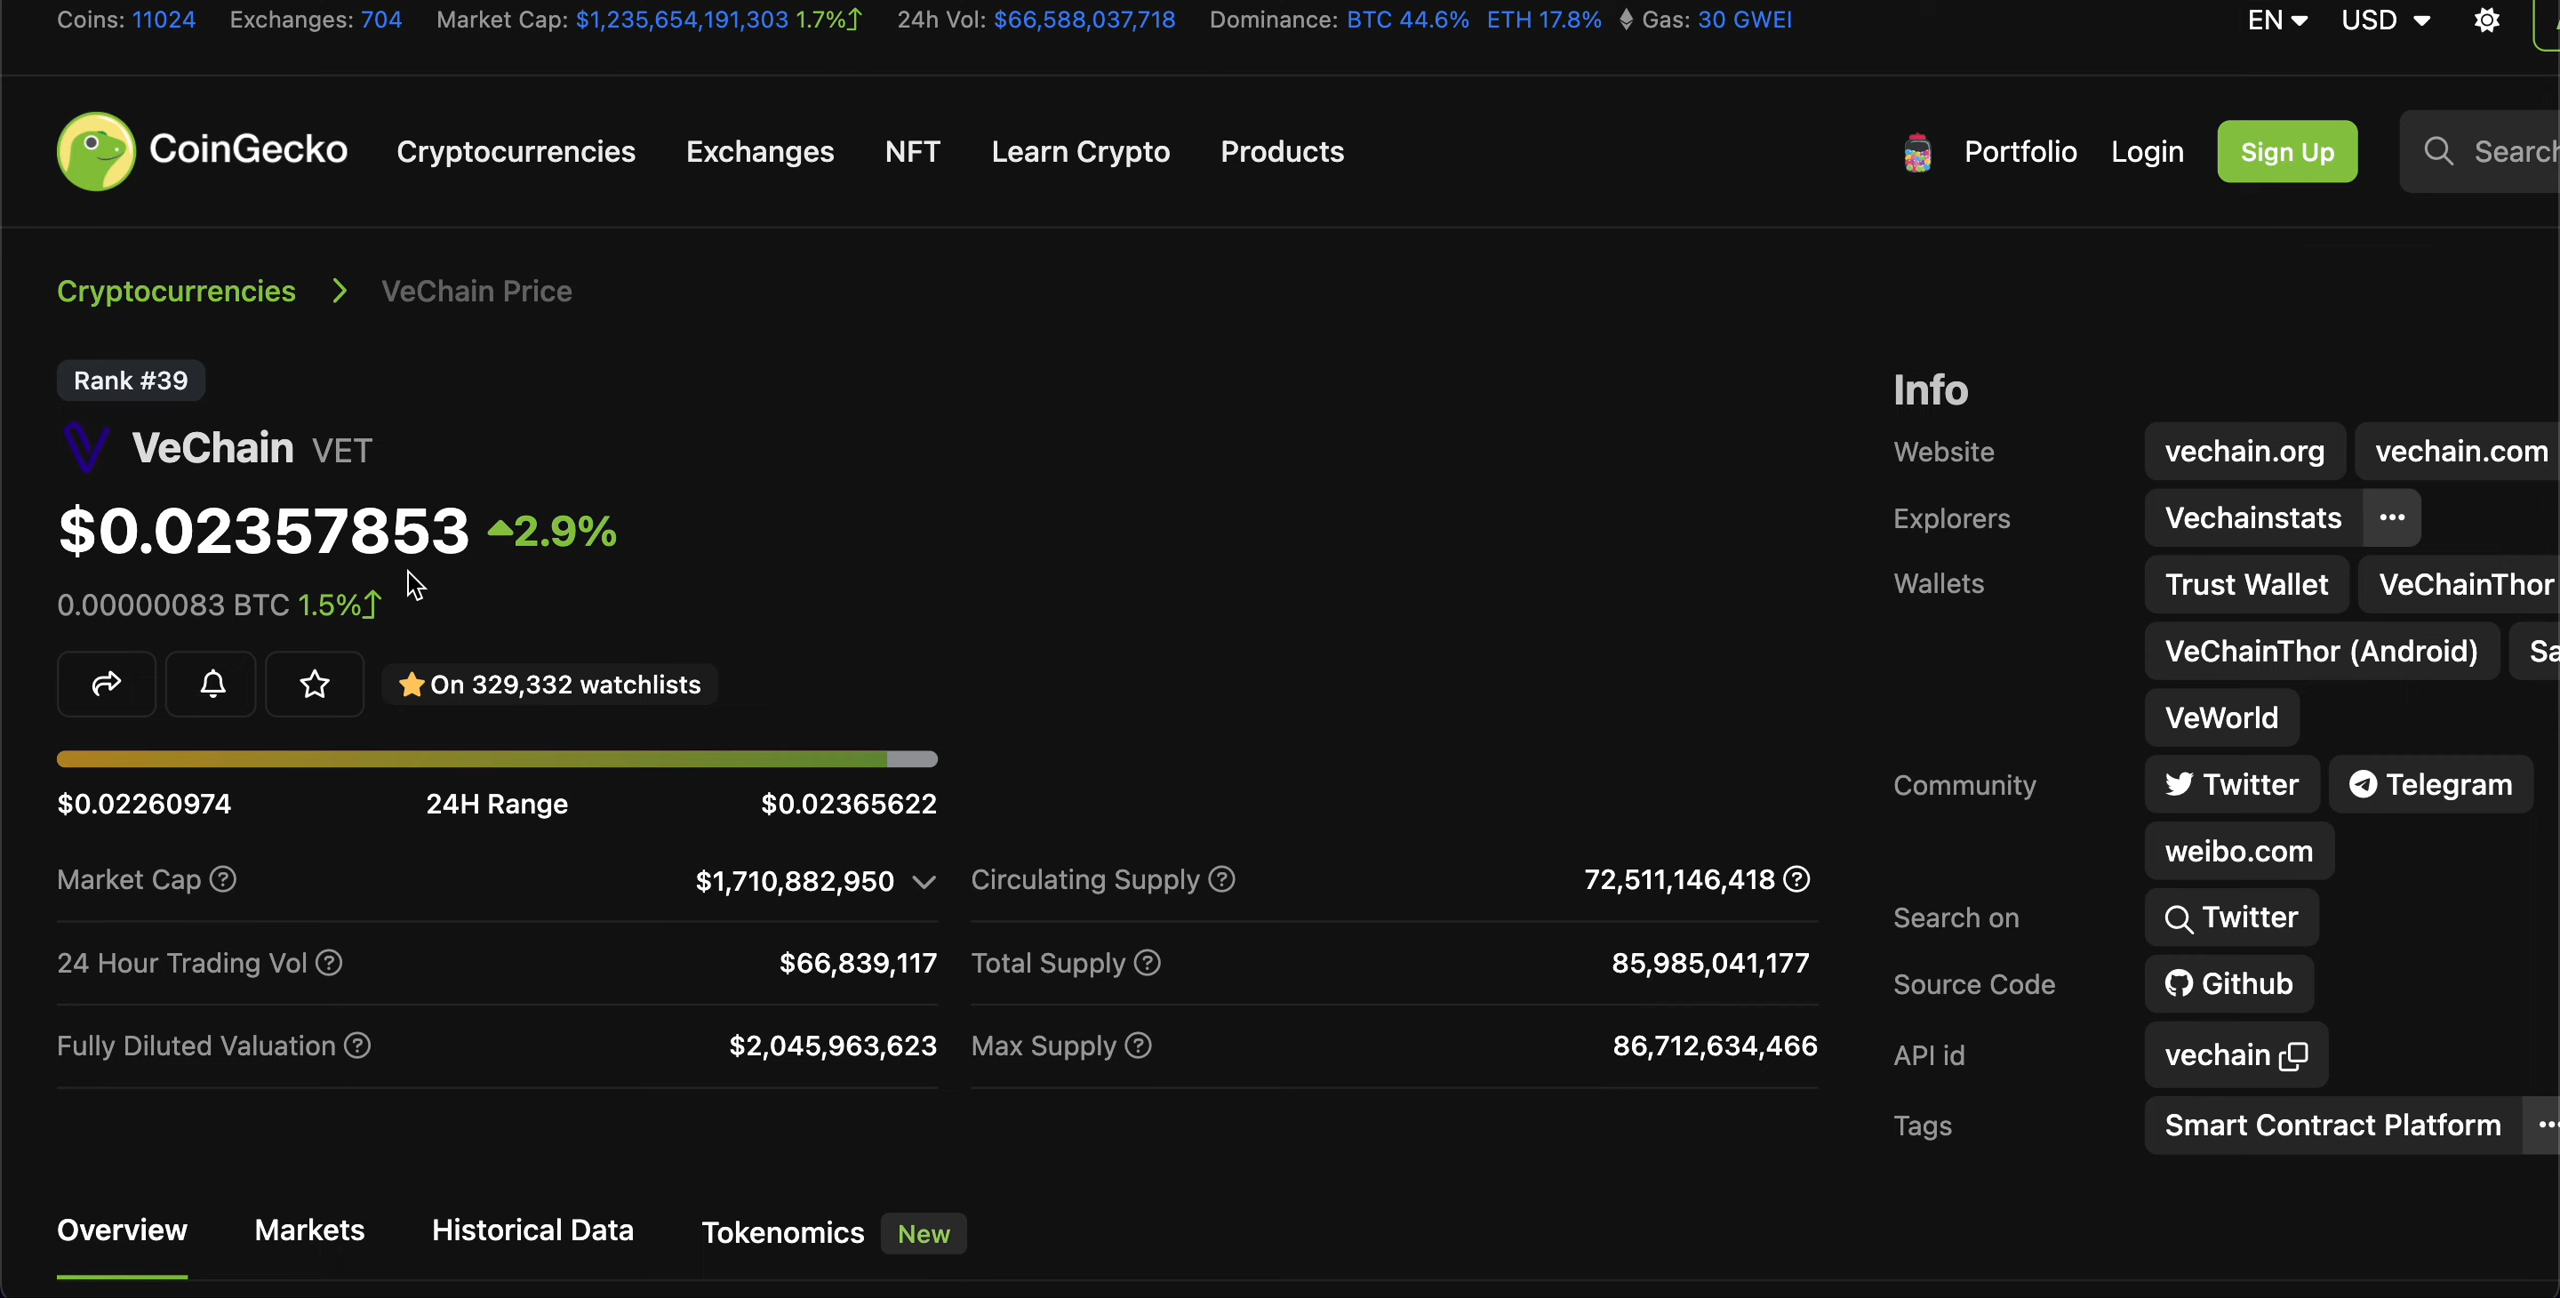 Coins: 11024 Exchanges: 704 Market Cap: $1,235,654,191,303 1.7% 24h Vol: $66,588,037,718 Dominance: BTC 44.6% ETH 17.8% Gas: 30 GWEI EN USD
CoinGecko Cryptocurrencies Exchanges NFT Learn Crypto Products Portfolio Login Sign Up Search
Cryptocurrencies > VeChain Price
Rank #39
VeChain VET
$0.02357853 2.9%
0.00000083 BTC 1.5%
On 329,332 watchlists
$0.02260974 24H Range $0.02365622
Market Cap $1,710,882,950
24 Hour Trading Vol $66,839,117
Fully Diluted Valuation $2,045,963,623
Circulating Supply 72,511,146,418
Total Supply 85,985,041,177
Max Supply 86,712,634,466
Info
Website vechain.org vechain.com
Explorers Vechainstats
Wallets Trust Wallet VeChainThor
VeChainThor (Android)
VeWorld
Community Twitter Telegram
weibo.com
Search on Twitter
Source Code Github
API id vechain
Tags Smart Contract Platform
Overview Markets Historical Data Tokenomics New